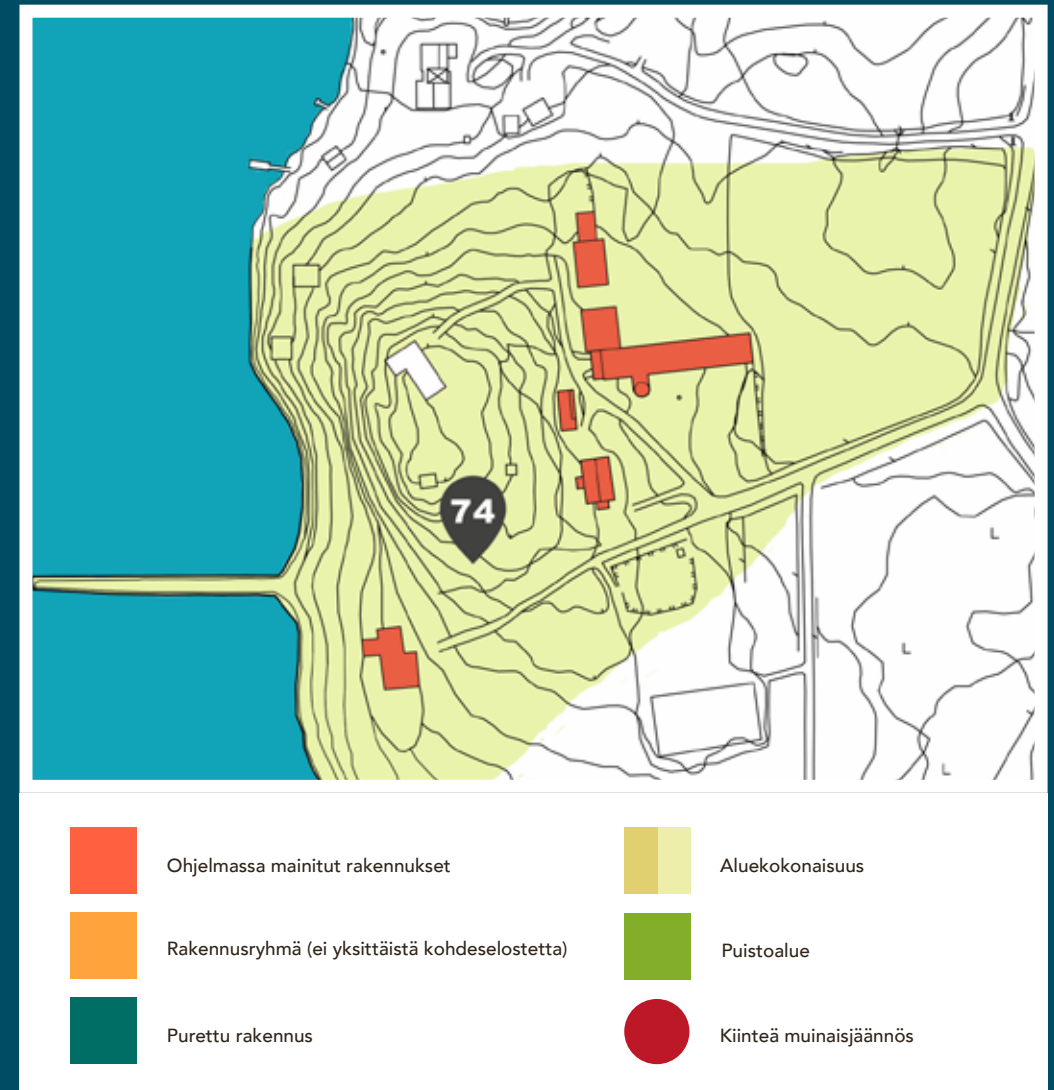 74
L
L
L
Ohjelmassa mainitut rakennukset
Aluekokonaisuus
Rakennusryhmä (ei yksittäistä kohdeselostetta)
Puistoalue
Purettu rakennus
Kiinteä muinaisjäännös